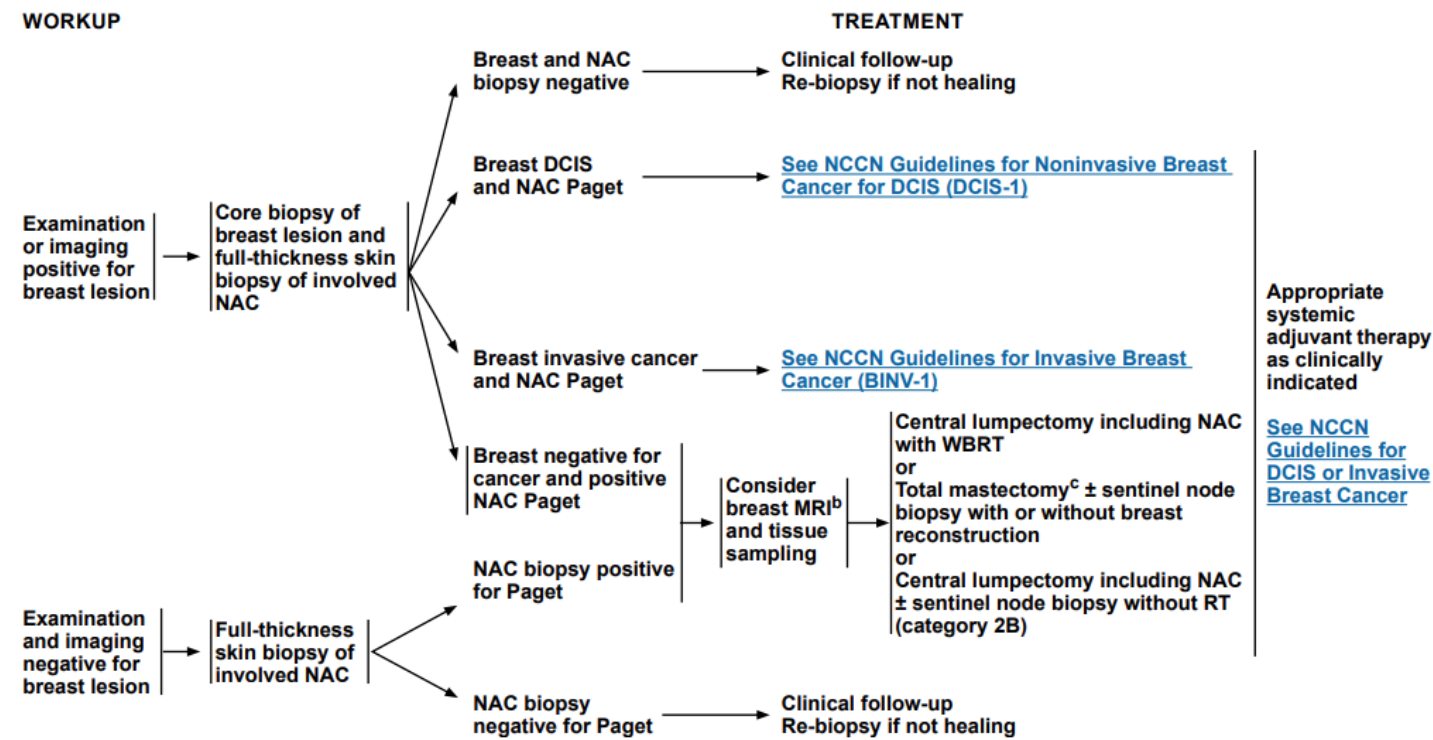 WORKUP
TREATMENT
Breast and NAC
biopsy negative
Clinical follow-up
Re-biopsy if not healing
Breast DCIS
and NAC Paget
See NCCN Guidelines for Noninvasive Breast
Cancer for DCIS (DCIS-1)
Examination
or imaging
positive for
breast lesion
Core biopsy of
breast lesion and
full-thickness skin
biopsy of involved
NAC
Breast invasive cancer
and NAC Paget
See NCCN Guidelines for Invasive Breast
Cancer (BINV-1)
Breast negative for
cancer and positive
NAC Paget
NAC biopsy positive
for Paget
Consider
breast MRIᵇ
and tissue
sampling
Central lumpectomy including NAC
with WBRT
or
Total mastectomyᶜ ± sentinel node
biopsy with or without breast
reconstruction
or
Central lumpectomy including NAC
± sentinel node biopsy without RT
(category 2B)
Appropriate
systemic
adjuvant therapy
as clinically
indicated
See NCCN
Guidelines for
DCIS or Invasive
Breast Cancer
Examination
and imaging
negative for
breast lesion
Full-thickness
skin biopsy of
involved NAC
NAC biopsy
negative for Paget
Clinical follow-up
Re-biopsy if not healing